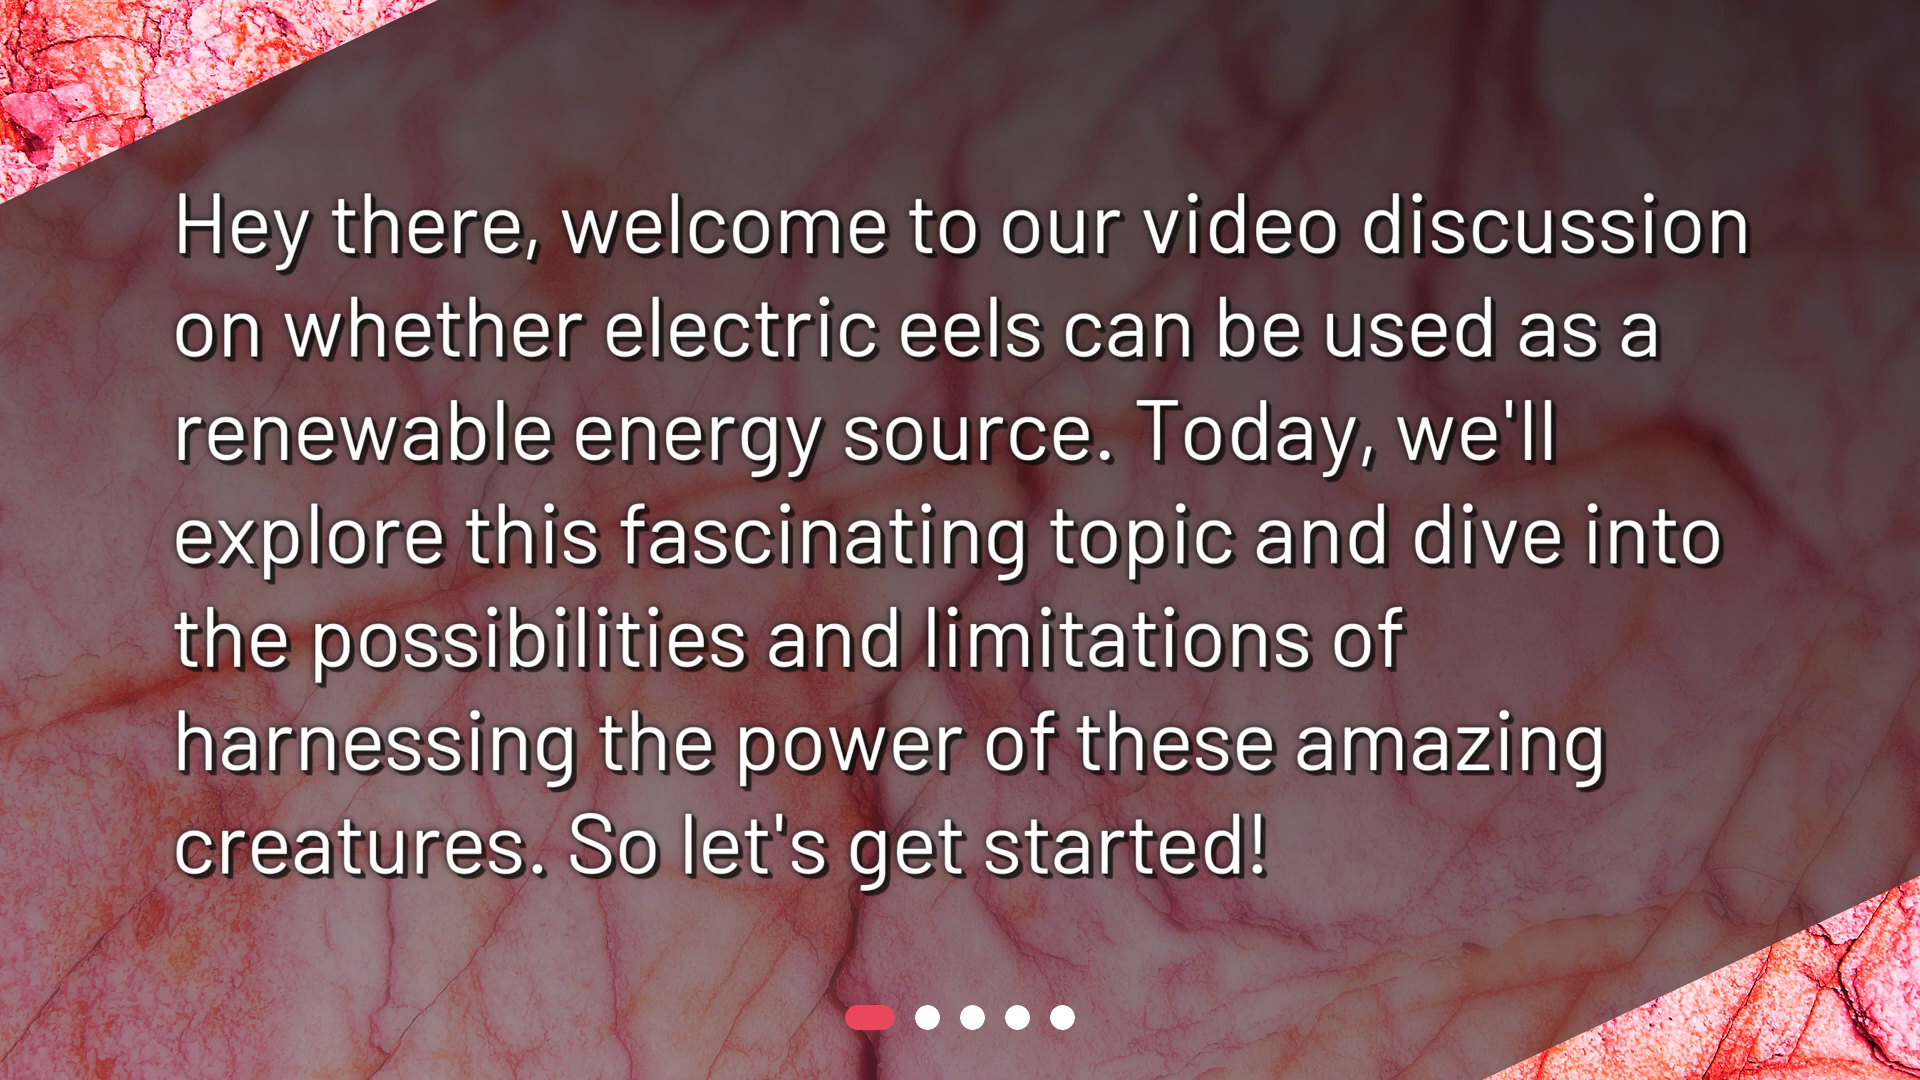 Hey there, welcome to our video discussion
on whether electric eels can be used as a
renewable energy source. Today, we'll
explore this fascinating topic and dive into
the possibilities and limitations of
harnessing the power of these amazing
creatures. So let's get started!